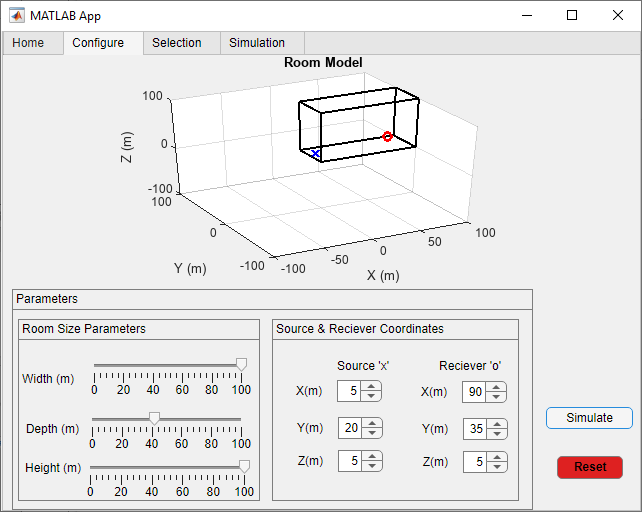 MATLAB App
Home Configure Selection Simulation
Room Model
100
0
-100
Z (m)
100
0
-100
Y (m)
-100
-50
0
50
100
X (m)
Parameters
Room Size Parameters
Width (m)
0 20 40 60 80 100
Depth (m)
0 20 40 60 80 100
Height (m)
0 20 40 60 80 100
Source & Reciever Coordinates
Source 'x' Reciever 'o'
X(m) 5 X(m) 90
Y(m) 20 Y(m) 35
Z(m) 5 Z(m) 5
Simulate
Reset